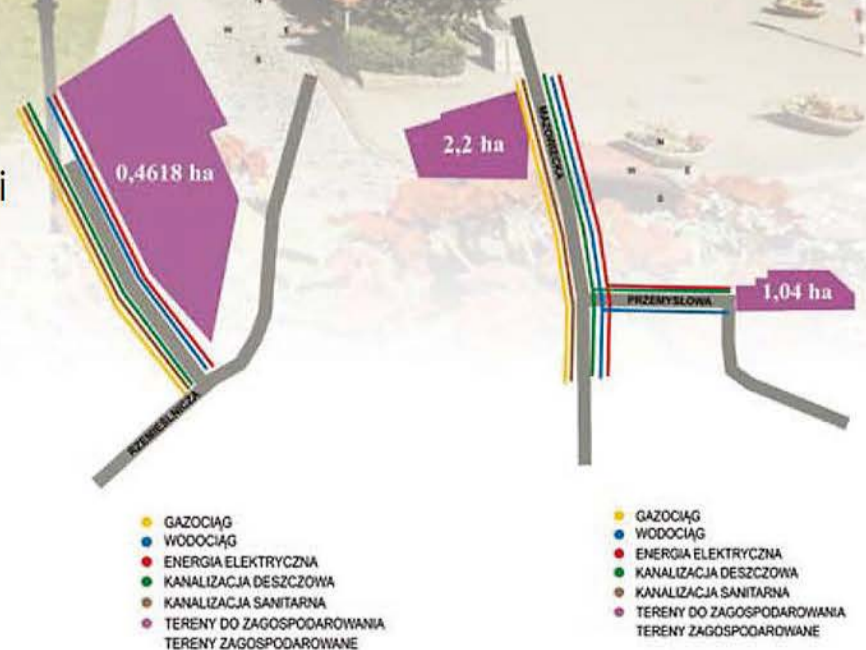 i
N
W E
S
0,4618 ha
RZEMIEŚLNICZA
GAZOCIĄG
WODOCIĄG
ENERGIA ELEKTRYCZNA
KANALIZACJA DESZCZOWA
KANALIZACJA SANITARNA
TERENY DO ZAGOSPODAROWANIA
TERENY ZAGOSPODAROWANE
2,2 ha
MAZOWIECKA
N
W E
S
PRZEMYSŁOWA
1,04 ha
GAZOCIĄG
WODOCIĄG
ENERGIA ELEKTRYCZNA
KANALIZACJA DESZCZOWA
KANALIZACJA SANITARNA
TERENY DO ZAGOSPODAROWANIA
TERENY ZAGOSPODAROWANE